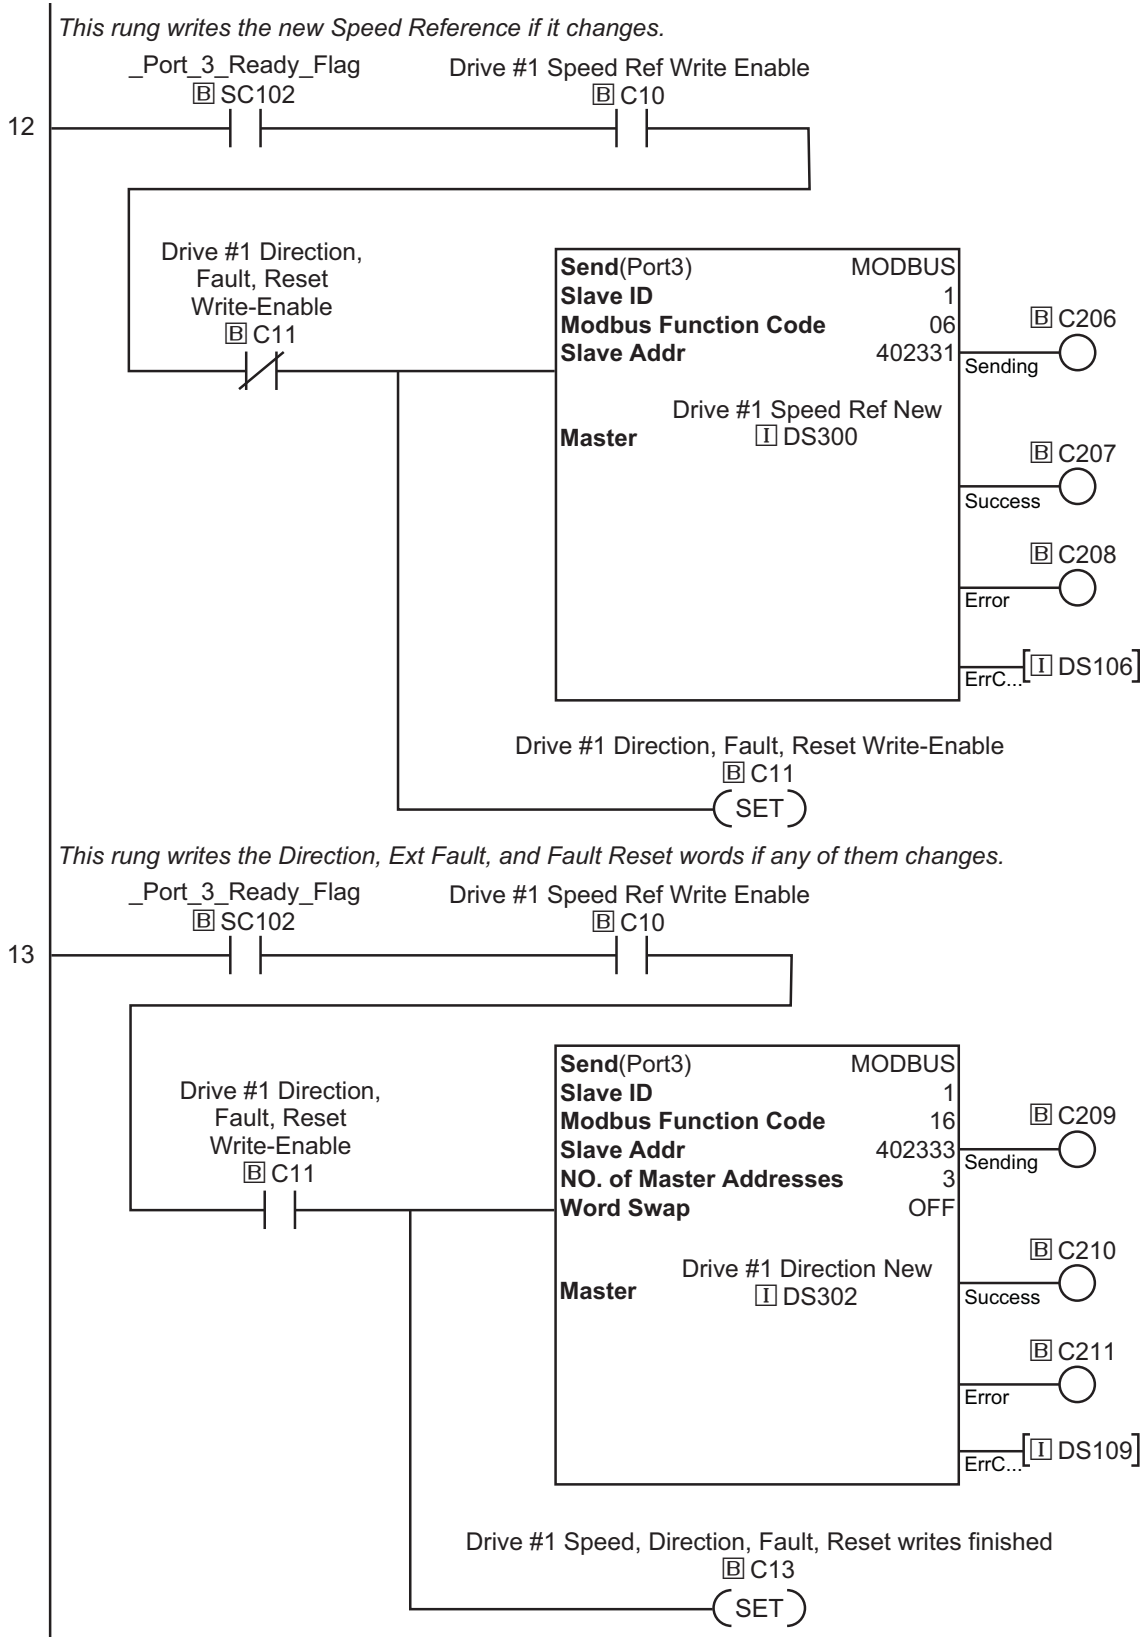 This rung writes the new Speed Reference if it changes.
_Port_3_Ready_Flag
Drive #1 Speed Ref Write Enable
B SC102
B C10
12
Drive #1 Direction,
Fault, Reset
Write-Enable
B C11
Send(Port3) MODBUS
Slave ID 1
Modbus Function Code 06
Slave Addr 402331
Drive #1 Speed Ref New
Master I DS300
B C206
Sending
B C207
Success
B C208
Error
ErrC... [I DS106]
Drive #1 Direction, Fault, Reset Write-Enable
B C11
(SET)
This rung writes the Direction, Ext Fault, and Fault Reset words if any of them changes.
_Port_3_Ready_Flag
Drive #1 Speed Ref Write Enable
B SC102
B C10
13
Drive #1 Direction,
Fault, Reset
Write-Enable
B C11
Send(Port3) MODBUS
Slave ID 1
Modbus Function Code 16
Slave Addr 402333
NO. of Master Addresses 3
Word Swap OFF
Drive #1 Direction New
Master I DS302
B C209
Sending
B C210
Success
B C211
Error
ErrC... [I DS109]
Drive #1 Speed, Direction, Fault, Reset writes finished
B C13
(SET)